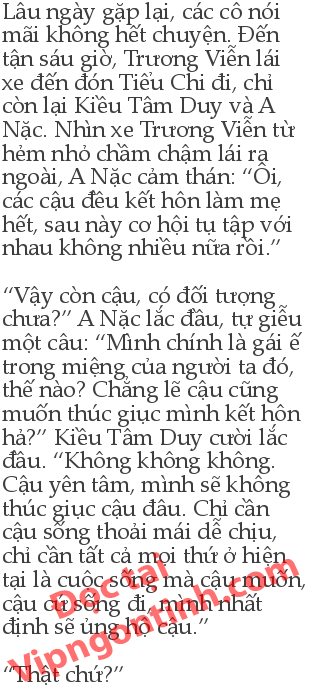 Lâu ngày gặp lại, các cô nói
mãi không hết chuyện. Đến
tận sáu giờ, Trương Viễn lái
xe đến đón Tiểu Chi đi, chỉ
còn lại Kiều Tâm Duy và A
Nặc. Nhìn xe Trương Viễn từ
hẻm nhỏ chầm chậm lái ra
ngoài, A Nặc cảm thán: “Ôi,
các cậu đều kết hôn làm mẹ
hết, sau này cơ hội tụ tập với
nhau không nhiều nữa rồi.”
“Vậy còn cậu, có đối tượng
chưa?” A Nặc lắc đầu, tự giễu
một câu: “Mình chính là gái ế
trong miệng của người ta đó,
thế nào? Chẳng lẽ cậu cũng
muốn thúc giục mình kết hôn
hả?” Kiều Tâm Duy cười lắc
đầu. “Không không không.
Cậu yên tâm, mình sẽ không
thúc giục cậu đâu. Chỉ cần
cậu sống thoải mái dễ chịu,
chỉ cần tất cả mọi thứ ở hiện
tại là cuộc sống mà cậu muốn,
cậu cứ sống đi, mình nhất
định sẽ ủng hộ cậu.”
“Thật chứ?”
Đọc tại
Vipngontinh.com